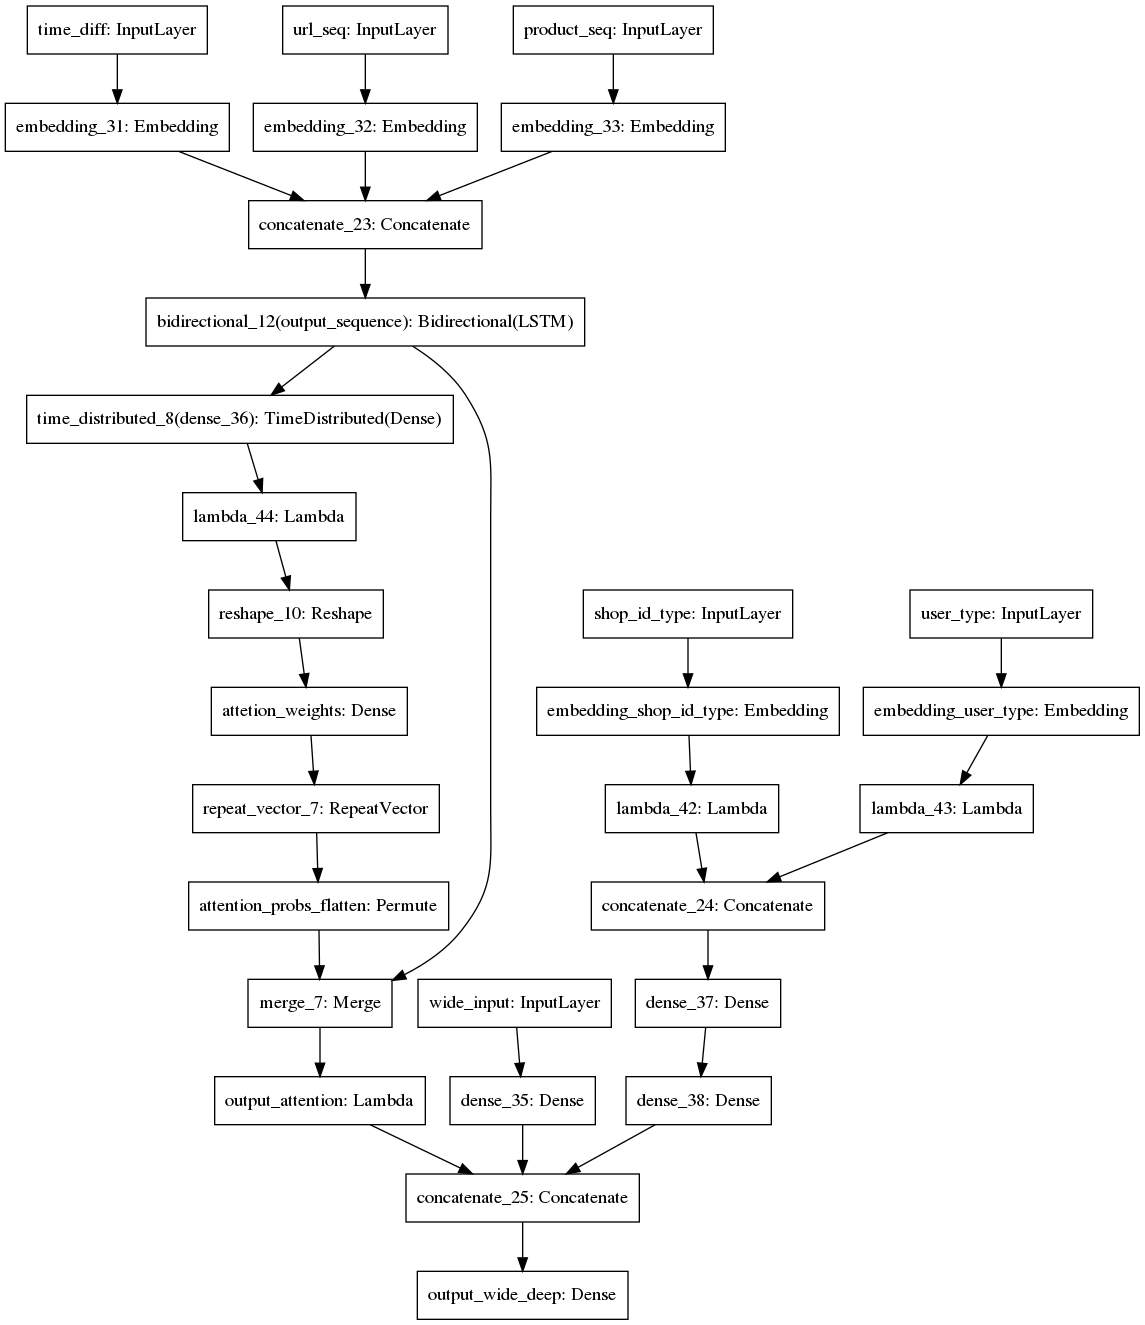 time_diff: InputLayer
url_seq: InputLayer
product_seq: InputLayer
embedding_31: Embedding
embedding_32: Embedding
embedding_33: Embedding
concatenate_23: Concatenate
bidirectional_12(output_sequence): Bidirectional(LSTM)
time_distributed_8(dense_36): TimeDistributed(Dense)
lambda_44: Lambda
reshape_10: Reshape
shop_id_type: InputLayer
user_type: InputLayer
attetion_weights: Dense
embedding_shop_id_type: Embedding
embedding_user_type: Embedding
repeat_vector_7: RepeatVector
lambda_42: Lambda
lambda_43: Lambda
attention_probs_flatten: Permute
concatenate_24: Concatenate
merge_7: Merge
wide_input: InputLayer
dense_37: Dense
output_attention: Lambda
dense_35: Dense
dense_38: Dense
concatenate_25: Concatenate
output_wide_deep: Dense